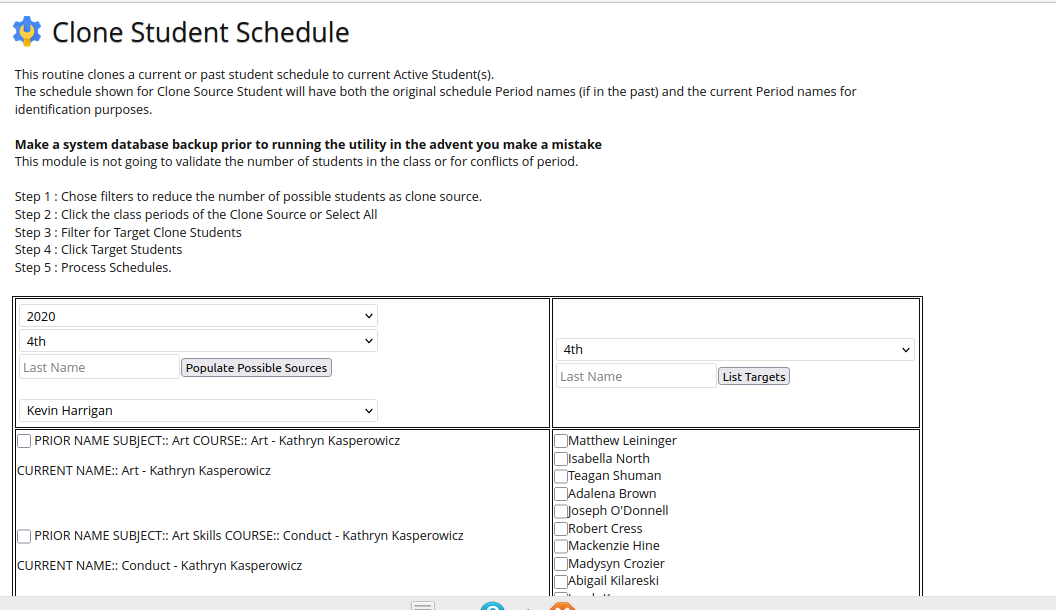 Clone Student Schedule
This routine clones a current or past student schedule to current Active Student(s).
The schedule shown for Clone Source Student will have both the original schedule Period names (if in the past) and the current Period names for
identification purposes.
Make a system database backup prior to running the utility in the advent you make a mistake
This module is not going to validate the number of students in the class or for conflicts of period.
Step 1 : Chose filters to reduce the number of possible students as clone source.
Step 2 : Click the class periods of the Clone Source or Select All
Step 3 : Filter for Target Clone Students
Step 4 : Click Target Students
Step 5 : Process Schedules.
2020
4th
Last Name Populate Possible Sources
Kevin Harrigan
4th
Last Name List Targets
PRIOR NAME SUBJECT:: Art COURSE:: Art - Kathryn Kasperowicz
CURRENT NAME:: Art - Kathryn Kasperowicz
PRIOR NAME SUBJECT:: Art Skills COURSE:: Conduct - Kathryn Kasperowicz
CURRENT NAME:: Conduct - Kathryn Kasperowicz
Matthew Leininger
Isabella North
Teagan Shuman
Adalena Brown
Joseph O'Donnell
Robert Cress
Mackenzie Hine
Madysyn Crozier
Abigail Kilareski